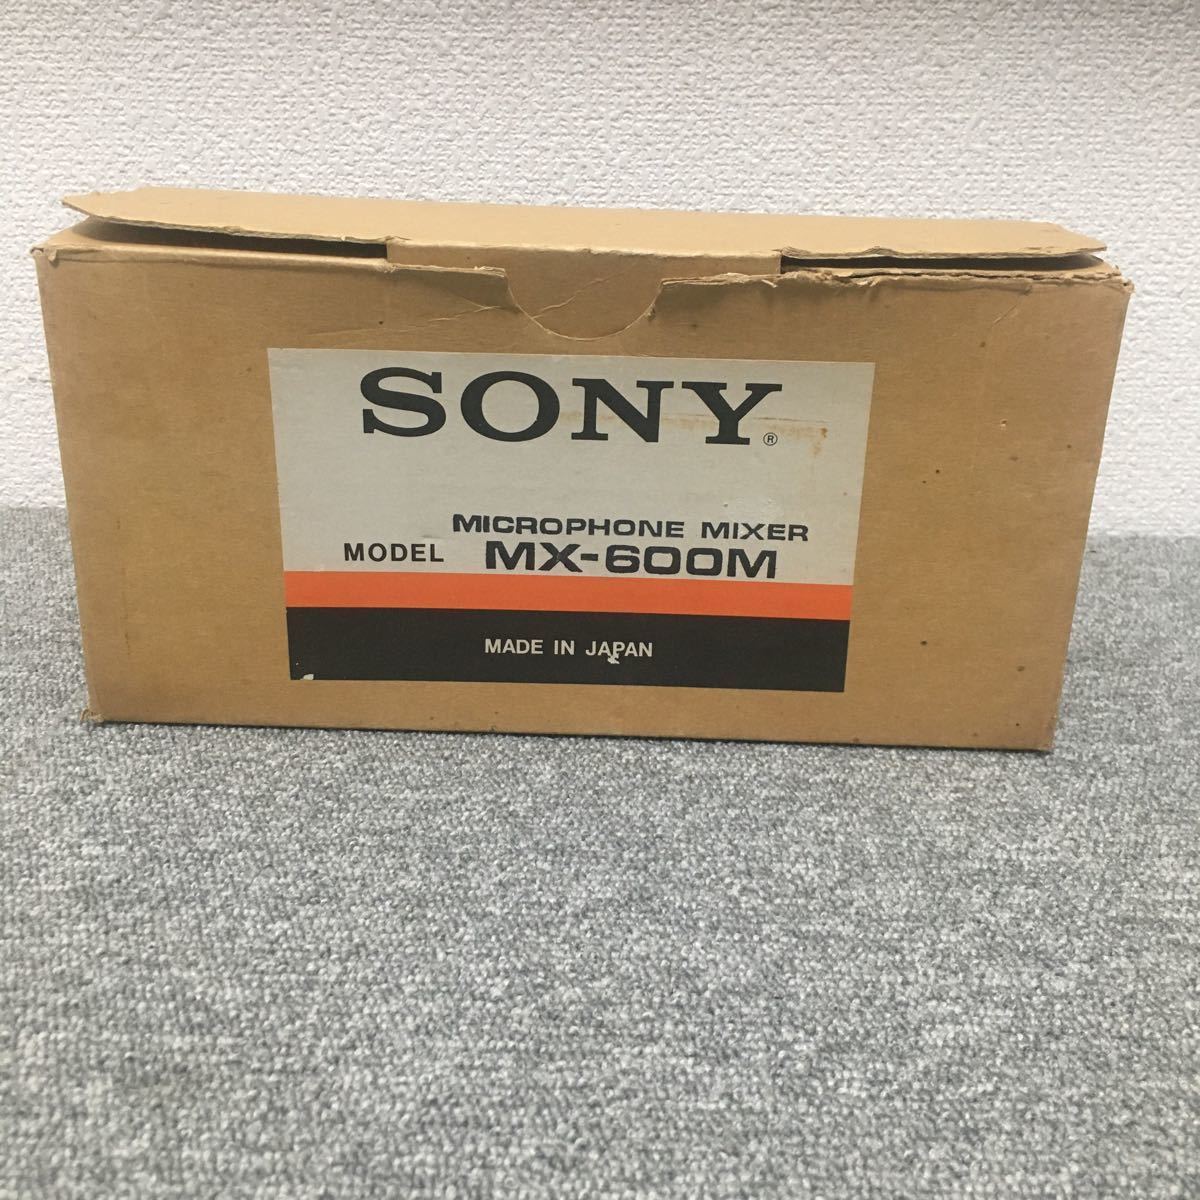 SONY®
MICROPHONE MIXER
MODEL MX-600M
MADE IN JAPAN